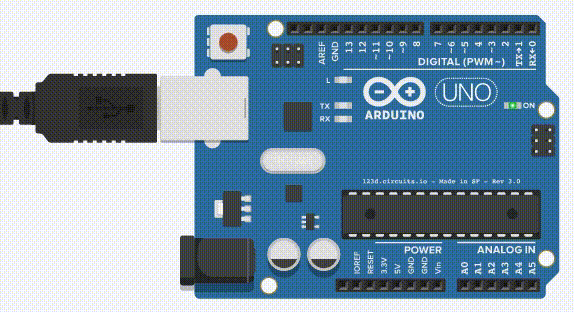 AREF
GND
13
12
~11
~10
~9
8
7
~6
~5
4
~3
2
TX→1
RX←0
DIGITAL (PWM~)
L
TX
RX
ARDUINO
UNO
ON
123d.circuits.io - Made in SF - Rev 3.0
POWER
ANALOG IN
IOREF
RESET
3.3V
5V
GND
GND
Vin
A0
A1
A2
A3
A4
A5